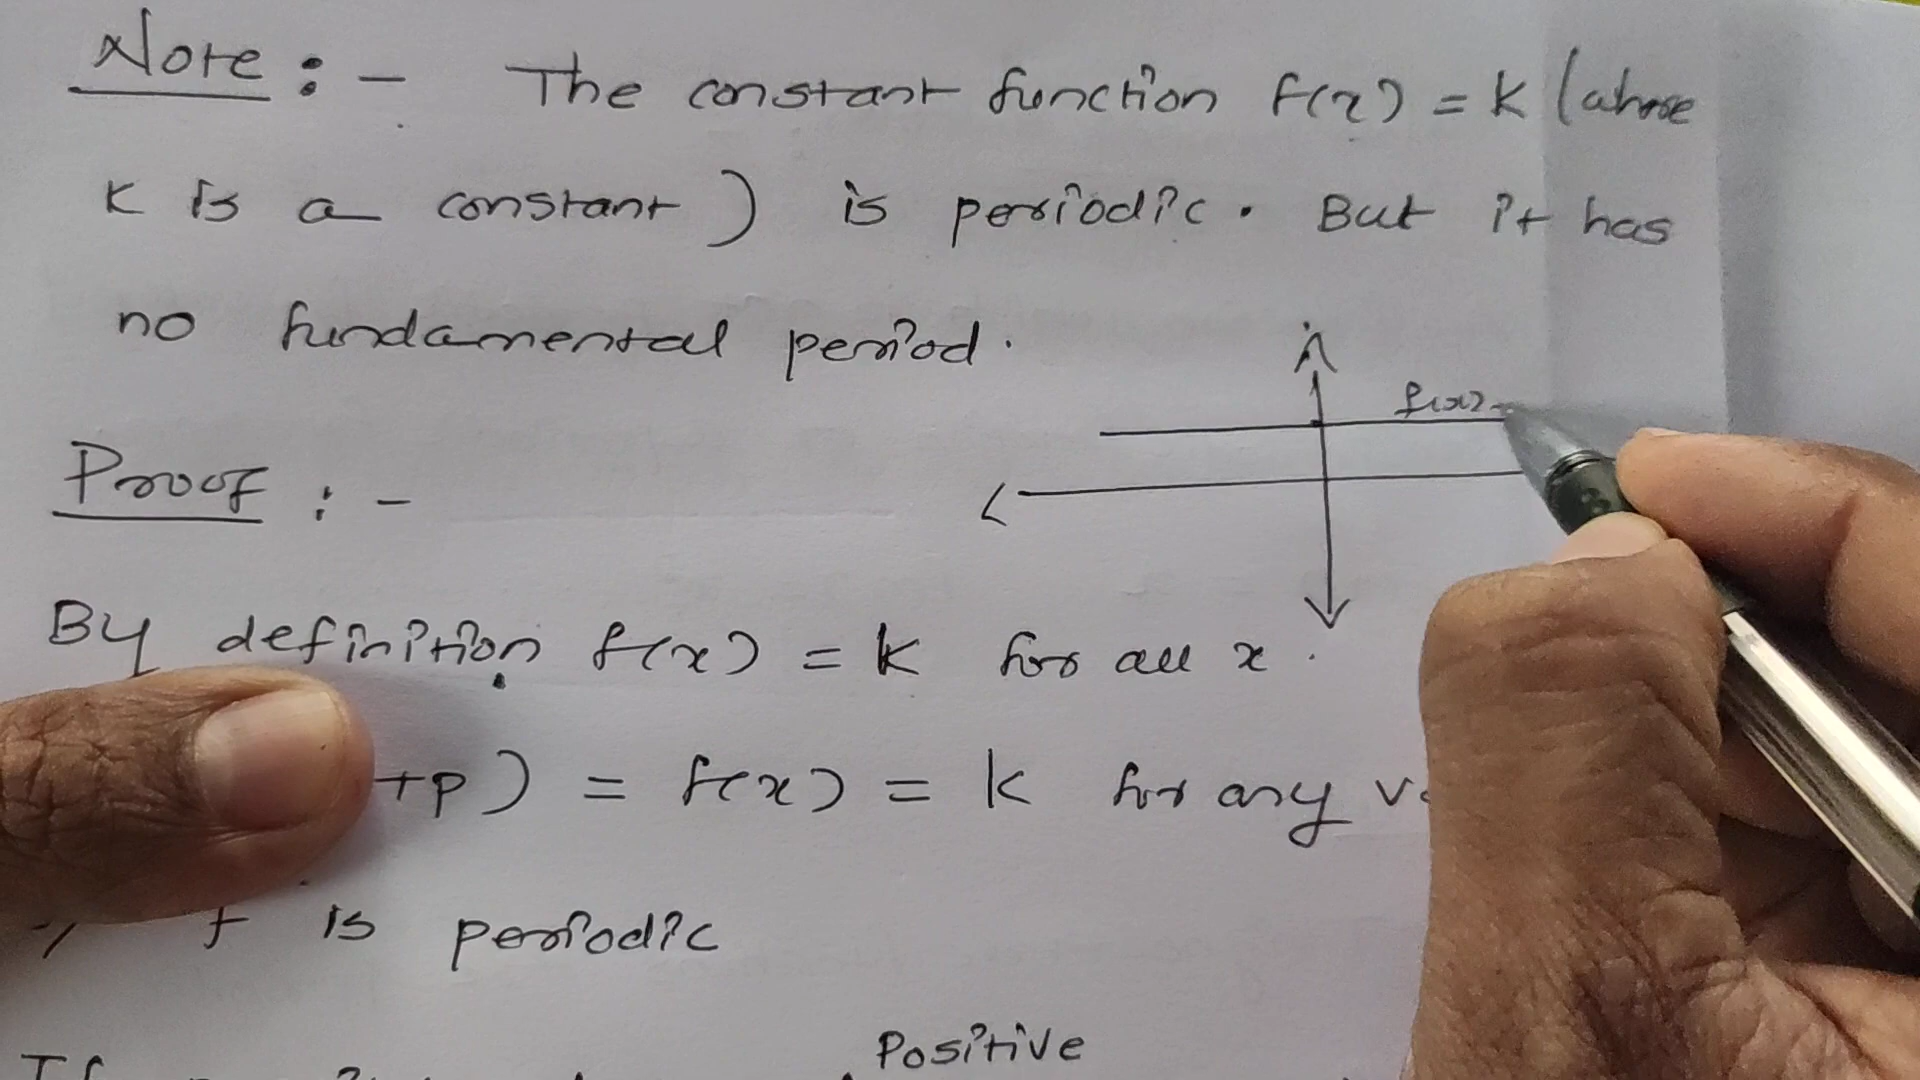 Note :- The constant function f(x) = k (where
k is a constant) is periodic. But it has
no fundamental period.
f(x)
Proof :-
By definition f(x) = k for all x.
+p) = f(x) = k for any
f is periodic
Positive
If